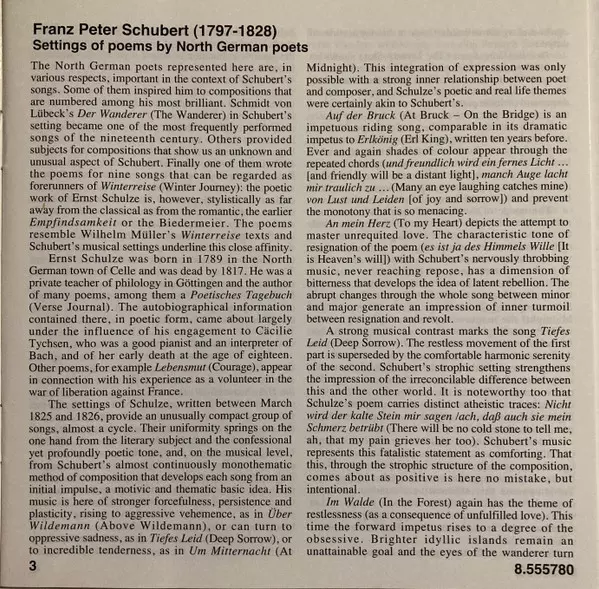 Franz Peter Schubert (1797-1828)
Settings of poems by North German poets
The North German poets represented here are, in
various respects, important in the context of Schubert's
songs. Some of them inspired him to compositions that
are numbered among his most brilliant. Schmidt von
Lübeck's Der Wanderer (The Wanderer) in Schubert's
setting became one of the most frequently performed
songs of the nineteenth century. Others provided
subjects for compositions that show us an unknown and
unusual aspect of Schubert. Finally one of them wrote
the poems for nine songs that can be regarded as
forerunners of Winterreise (Winter Journey): the poetic
work of Ernst Schulze is, however, stylistically as far
away from the classical as from the romantic, the earlier
Empfindsamkeit or the Biedermeier. The poems
resemble Wilhelm Müller's Winterreise texts and
Schubert's musical settings underline this close affinity.
Ernst Schulze was born in 1789 in the North
German town of Celle and was dead by 1817. He was a
private teacher of philology in Göttingen and the author
of many poems, among them a Poetisches Tagebuch
(Verse Journal). The autobiographical information
contained there, in poetic form, came about largely
under the influence of his engagement to Cäcilie
Tychsen, who was a good pianist and an interpreter of
Bach, and of her early death at the age of eighteen.
Other poems, for example Lebensmut (Courage), appear
in connection with his experience as a volunteer in the
war of liberation against France.
The settings of Schulze, written between March
1825 and 1826, provide an unusually compact group of
songs, almost a cycle. Their uniformity springs on the
one hand from the literary subject and the confessional
yet profoundly poetic tone, and, on the musical level,
from Schubert's almost continuously monothematic
method of composition that develops each song from an
initial impulse, a motivic and thematic basic idea. His
music is here of stronger forcefulness, persistence and
plasticity, rising to aggressive vehemence, as in Über
Wildemann (Above Wildemann), or can turn to
oppressive sadness, as in Tiefes Leid (Deep Sorrow), or
to incredible tenderness, as in Um Mitternacht (At
3
Midnight). This integration of expression was only
possible with a strong inner relationship between poet
and composer, and Schulze's poetic and real life themes
were certainly akin to Schubert's.
Auf der Bruck (At Bruck – On the Bridge) is an
impetuous riding song, comparable in its dramatic
impetus to Erlkönig (Erl King), written ten years before.
Ever and again shades of colour appear through the
repeated chords (und freundlich wird ein fernes Licht ...
[and friendly will be a distant light], manch Auge lacht
mir traulich zu ... (Many an eye laughing catches mine)
von Lust und Leiden [of joy and sorrow]) and prevent
the monotony that is so menacing.
An mein Herz (To my Heart) depicts the attempt to
master unrequited love. The characteristic tone of
resignation of the poem (es ist ja des Himmels Wille [It
is Heaven's will]) with Schubert's nervously throbbing
music, never reaching repose, has a dimension of
bitterness that develops the idea of latent rebellion. The
abrupt changes through the whole song between minor
and major generate an impression of inner turmoil
between resignation and revolt.
A strong musical contrast marks the song Tiefes
Leid (Deep Sorrow). The restless movement of the first
part is superseded by the comfortable harmonic serenity
of the second. Schubert's strophic setting strengthens
the impression of the irreconcilable difference between
this and the other world. It is noteworthy too that
Schulze's poem carries distinct atheistic traces: Nicht
wird der kalte Stein mir sagen /ach, daß auch sie mein
Schmerz betrübt (There will be no cold stone to tell me,
ah, that my pain grieves her too). Schubert's music
represents this fatalistic statement as comforting. That
this, through the strophic structure of the composition,
comes about as positive is here no mistake, but
intentional.
Im Walde (In the Forest) again has the theme of
restlessness (as a consequence of unfulfilled love). This
time the forward impetus rises to a degree of the
obsessive. Brighter idyllic islands remain an
unattainable goal and the eyes of the wanderer turn
8.555780